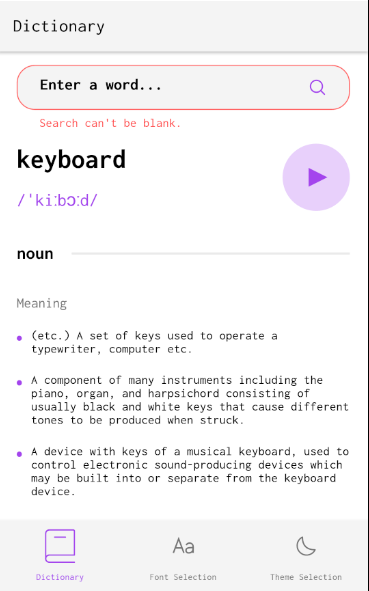 Dictionary
Enter a word...
Search can't be blank.
keyboard
/ˈkiːbɔːd/
noun
Meaning
(etc.) A set of keys used to operate a
typewriter, computer etc.
A component of many instruments including the
piano, organ, and harpsichord consisting of
usually black and white keys that cause different
tones to be produced when struck.
A device with keys of a musical keyboard, used to
control electronic sound-producing devices which
may be built into or separate from the keyboard
device.
Aa
Dictionary
Font Selection
Theme Selection